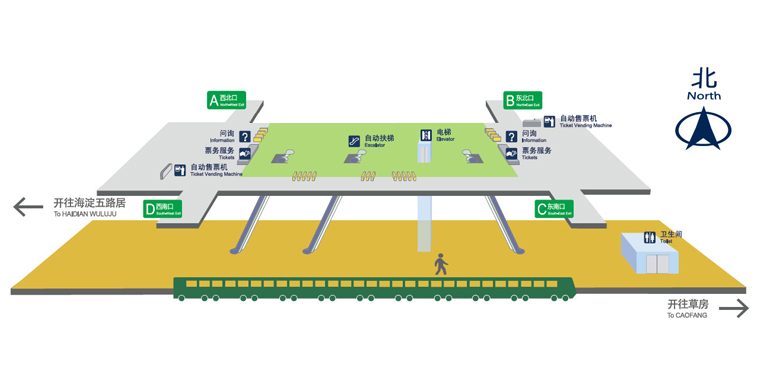 北
North
A 西北口
NorthWest Exit
B 东北口
NorthEast Exit
自动售票机
Ticket Vending Machine
问询
Information
自动扶梯
Escalator
电梯
Elevator
问询
Information
票务服务
Tickets
票务服务
Tickets
自动售票机
Ticket Vending Machine
开往海淀五路居
To HAIDIAN WULUJU
D 西南口
SouthWest Exit
C 东南口
SouthEast Exit
卫生间
Toilet
开往草房
To CAOFANG